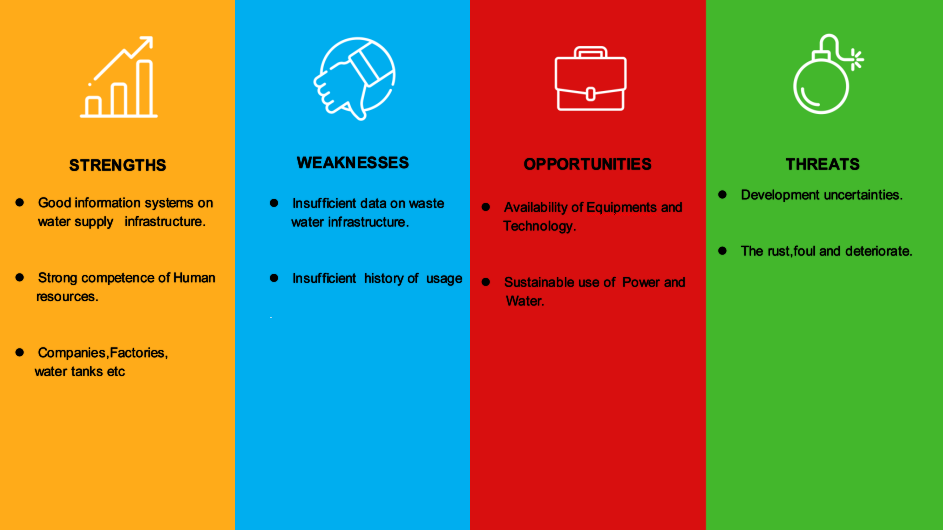 STRENGTHS
● Good information systems on
water supply infrastructure.
● Strong competence of Human
resources.
● Companies,Factories,
water tanks etc
WEAKNESSES
● Insufficient data on waste
water infrastructure.
● Insufficient history of usage
.
OPPORTUNITIES
● Availability of Equipments and
Technology.
● Sustainable use of Power and
Water.
THREATS
● Development uncertainties.
● The rust,foul and deteriorate.